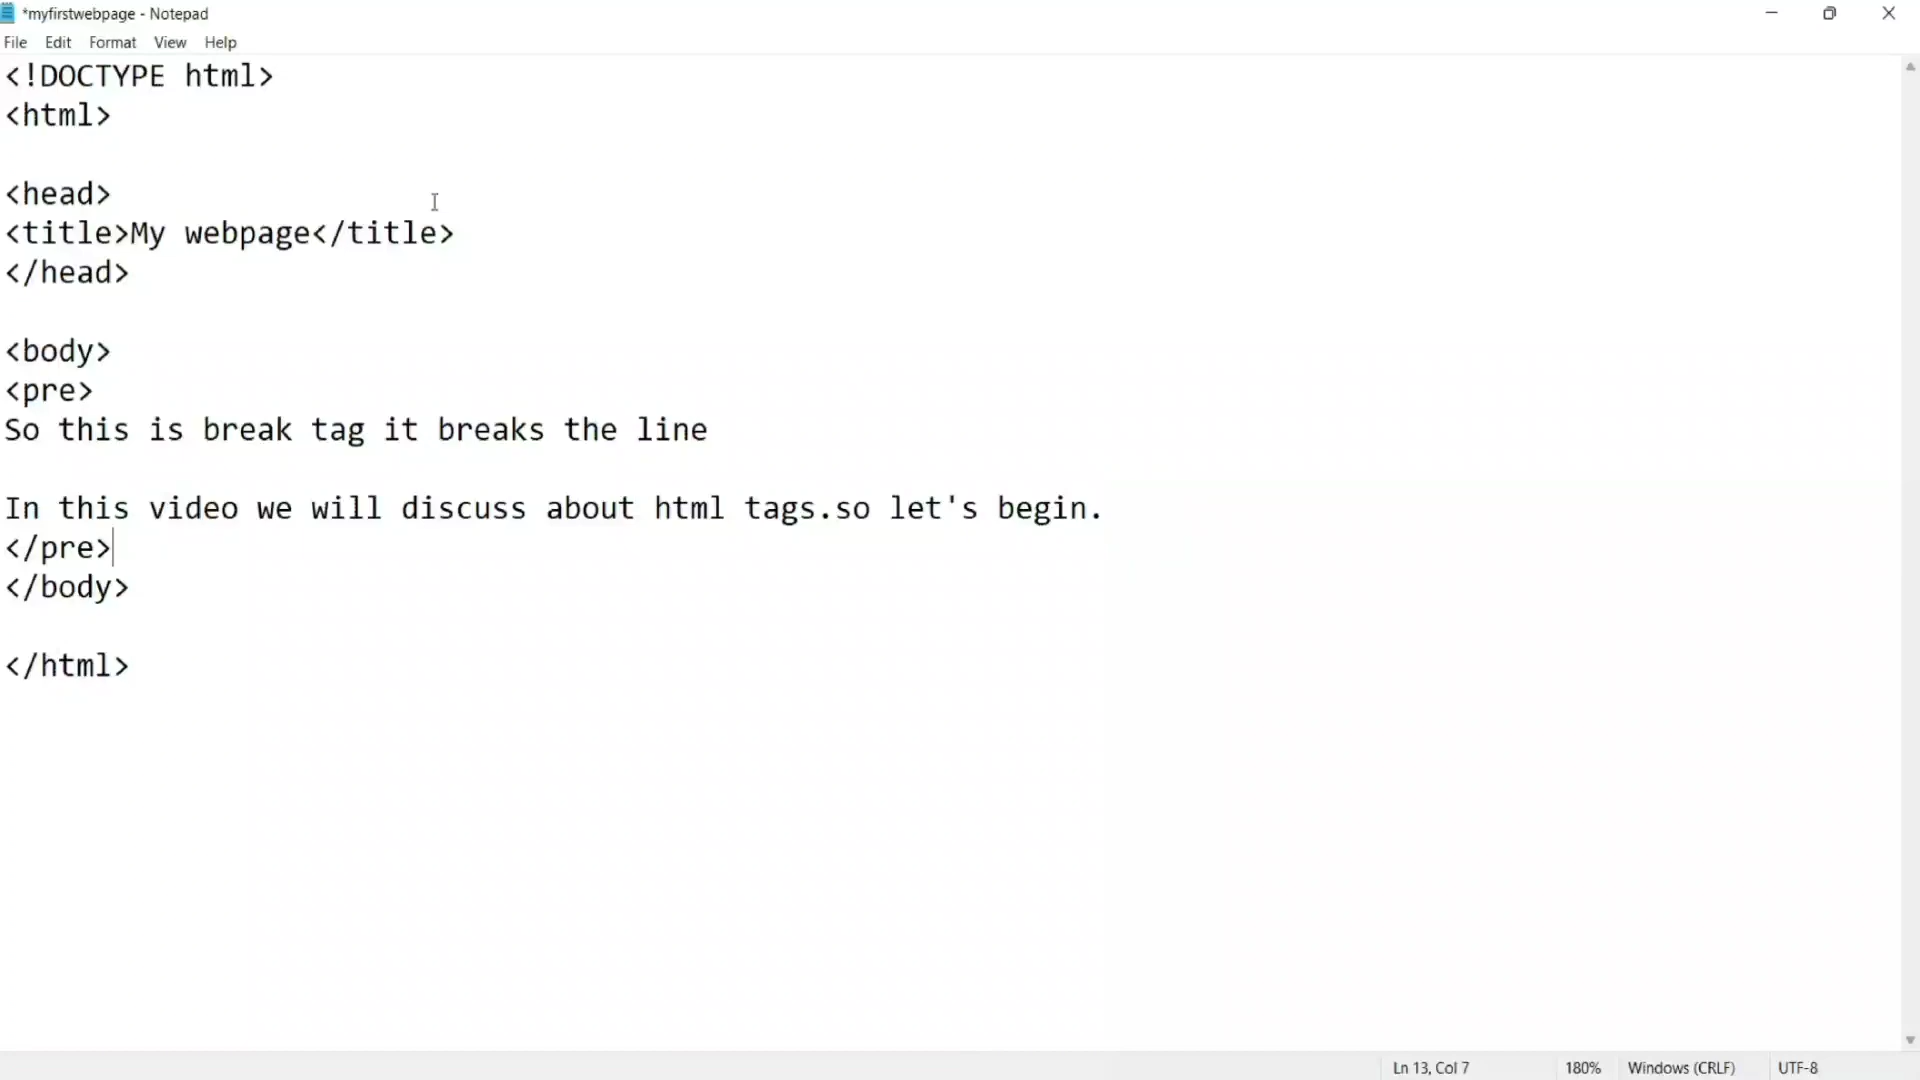 *myfirstwebpage - Notepad
File Edit Format View Help
<!DOCTYPE html>
<html>
<head>
<title>My webpage</title>
</head>
<body>
<pre>
So this is break tag it breaks the line
In this video we will discuss about html tags.so let's begin.
</pre>
</body>
</html>
Ln 13, Col 7 180% Windows (CRLF) UTF-8